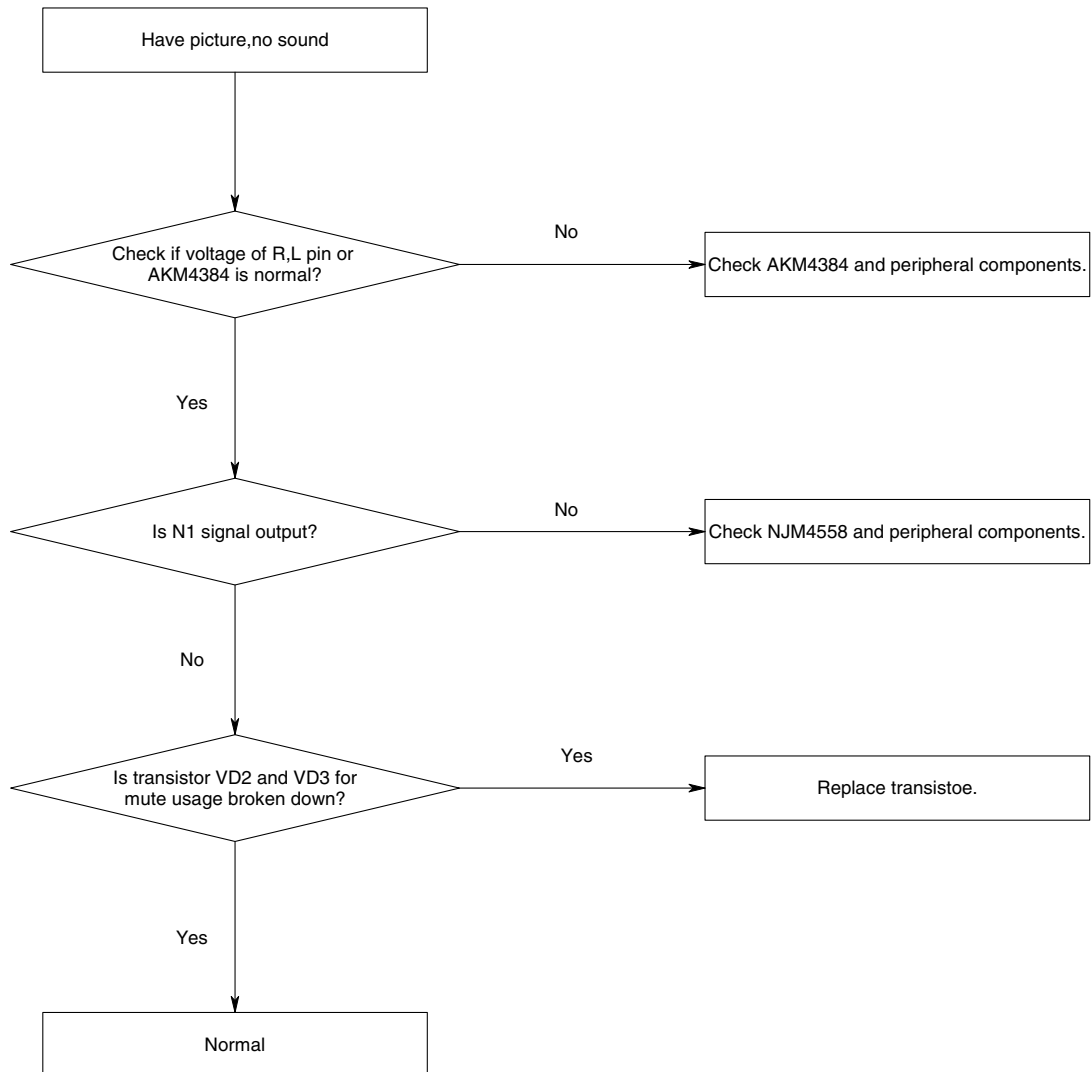 Have picture,no sound
Check if voltage of R,L pin or
AKM4384 is normal?
No
Check AKM4384 and peripheral components.
Yes
Is N1 signal output?
No
Check NJM4558 and peripheral components.
No
Is transistor VD2 and VD3 for
mute usage broken down?
Yes
Replace transistoe.
Yes
Normal